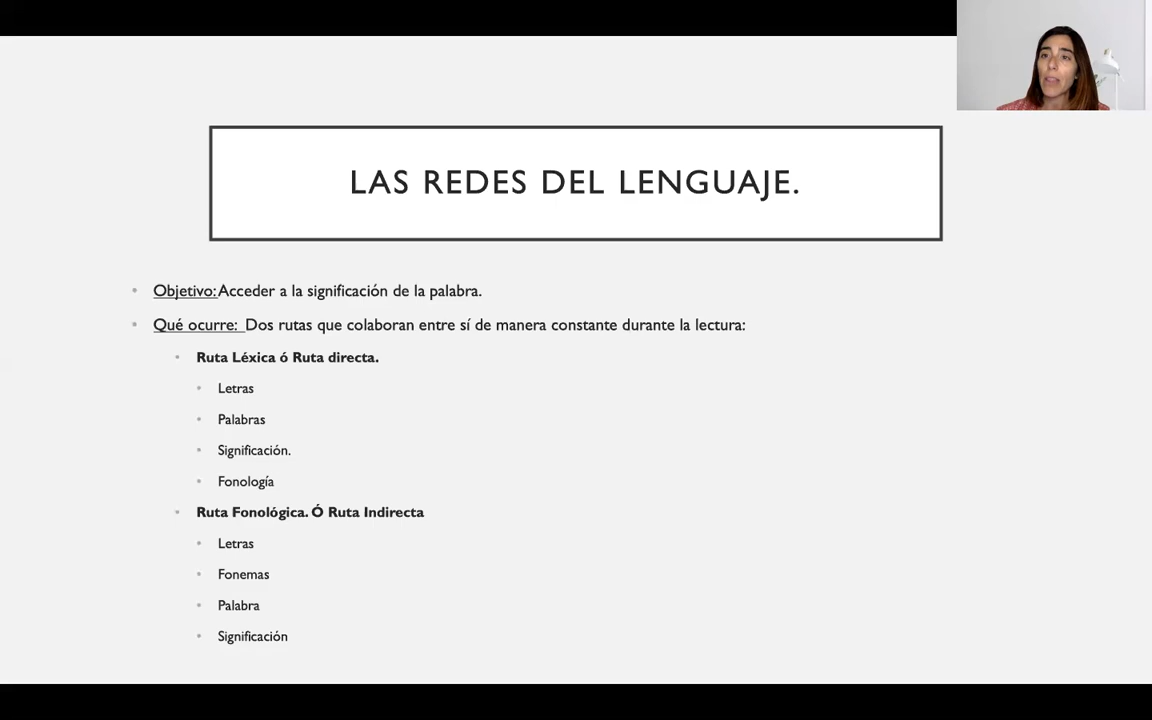 LAS REDES DEL LENGUAJE.
Objetivo: Acceder a la significación de la palabra.
Qué ocurre: Dos rutas que colaboran entre sí de manera constante durante la lectura:
Ruta Léxica ó Ruta directa.
Letras
Palabras
Significación.
Fonología
Ruta Fonológica. Ó Ruta Indirecta
Letras
Fonemas
Palabra
Significación